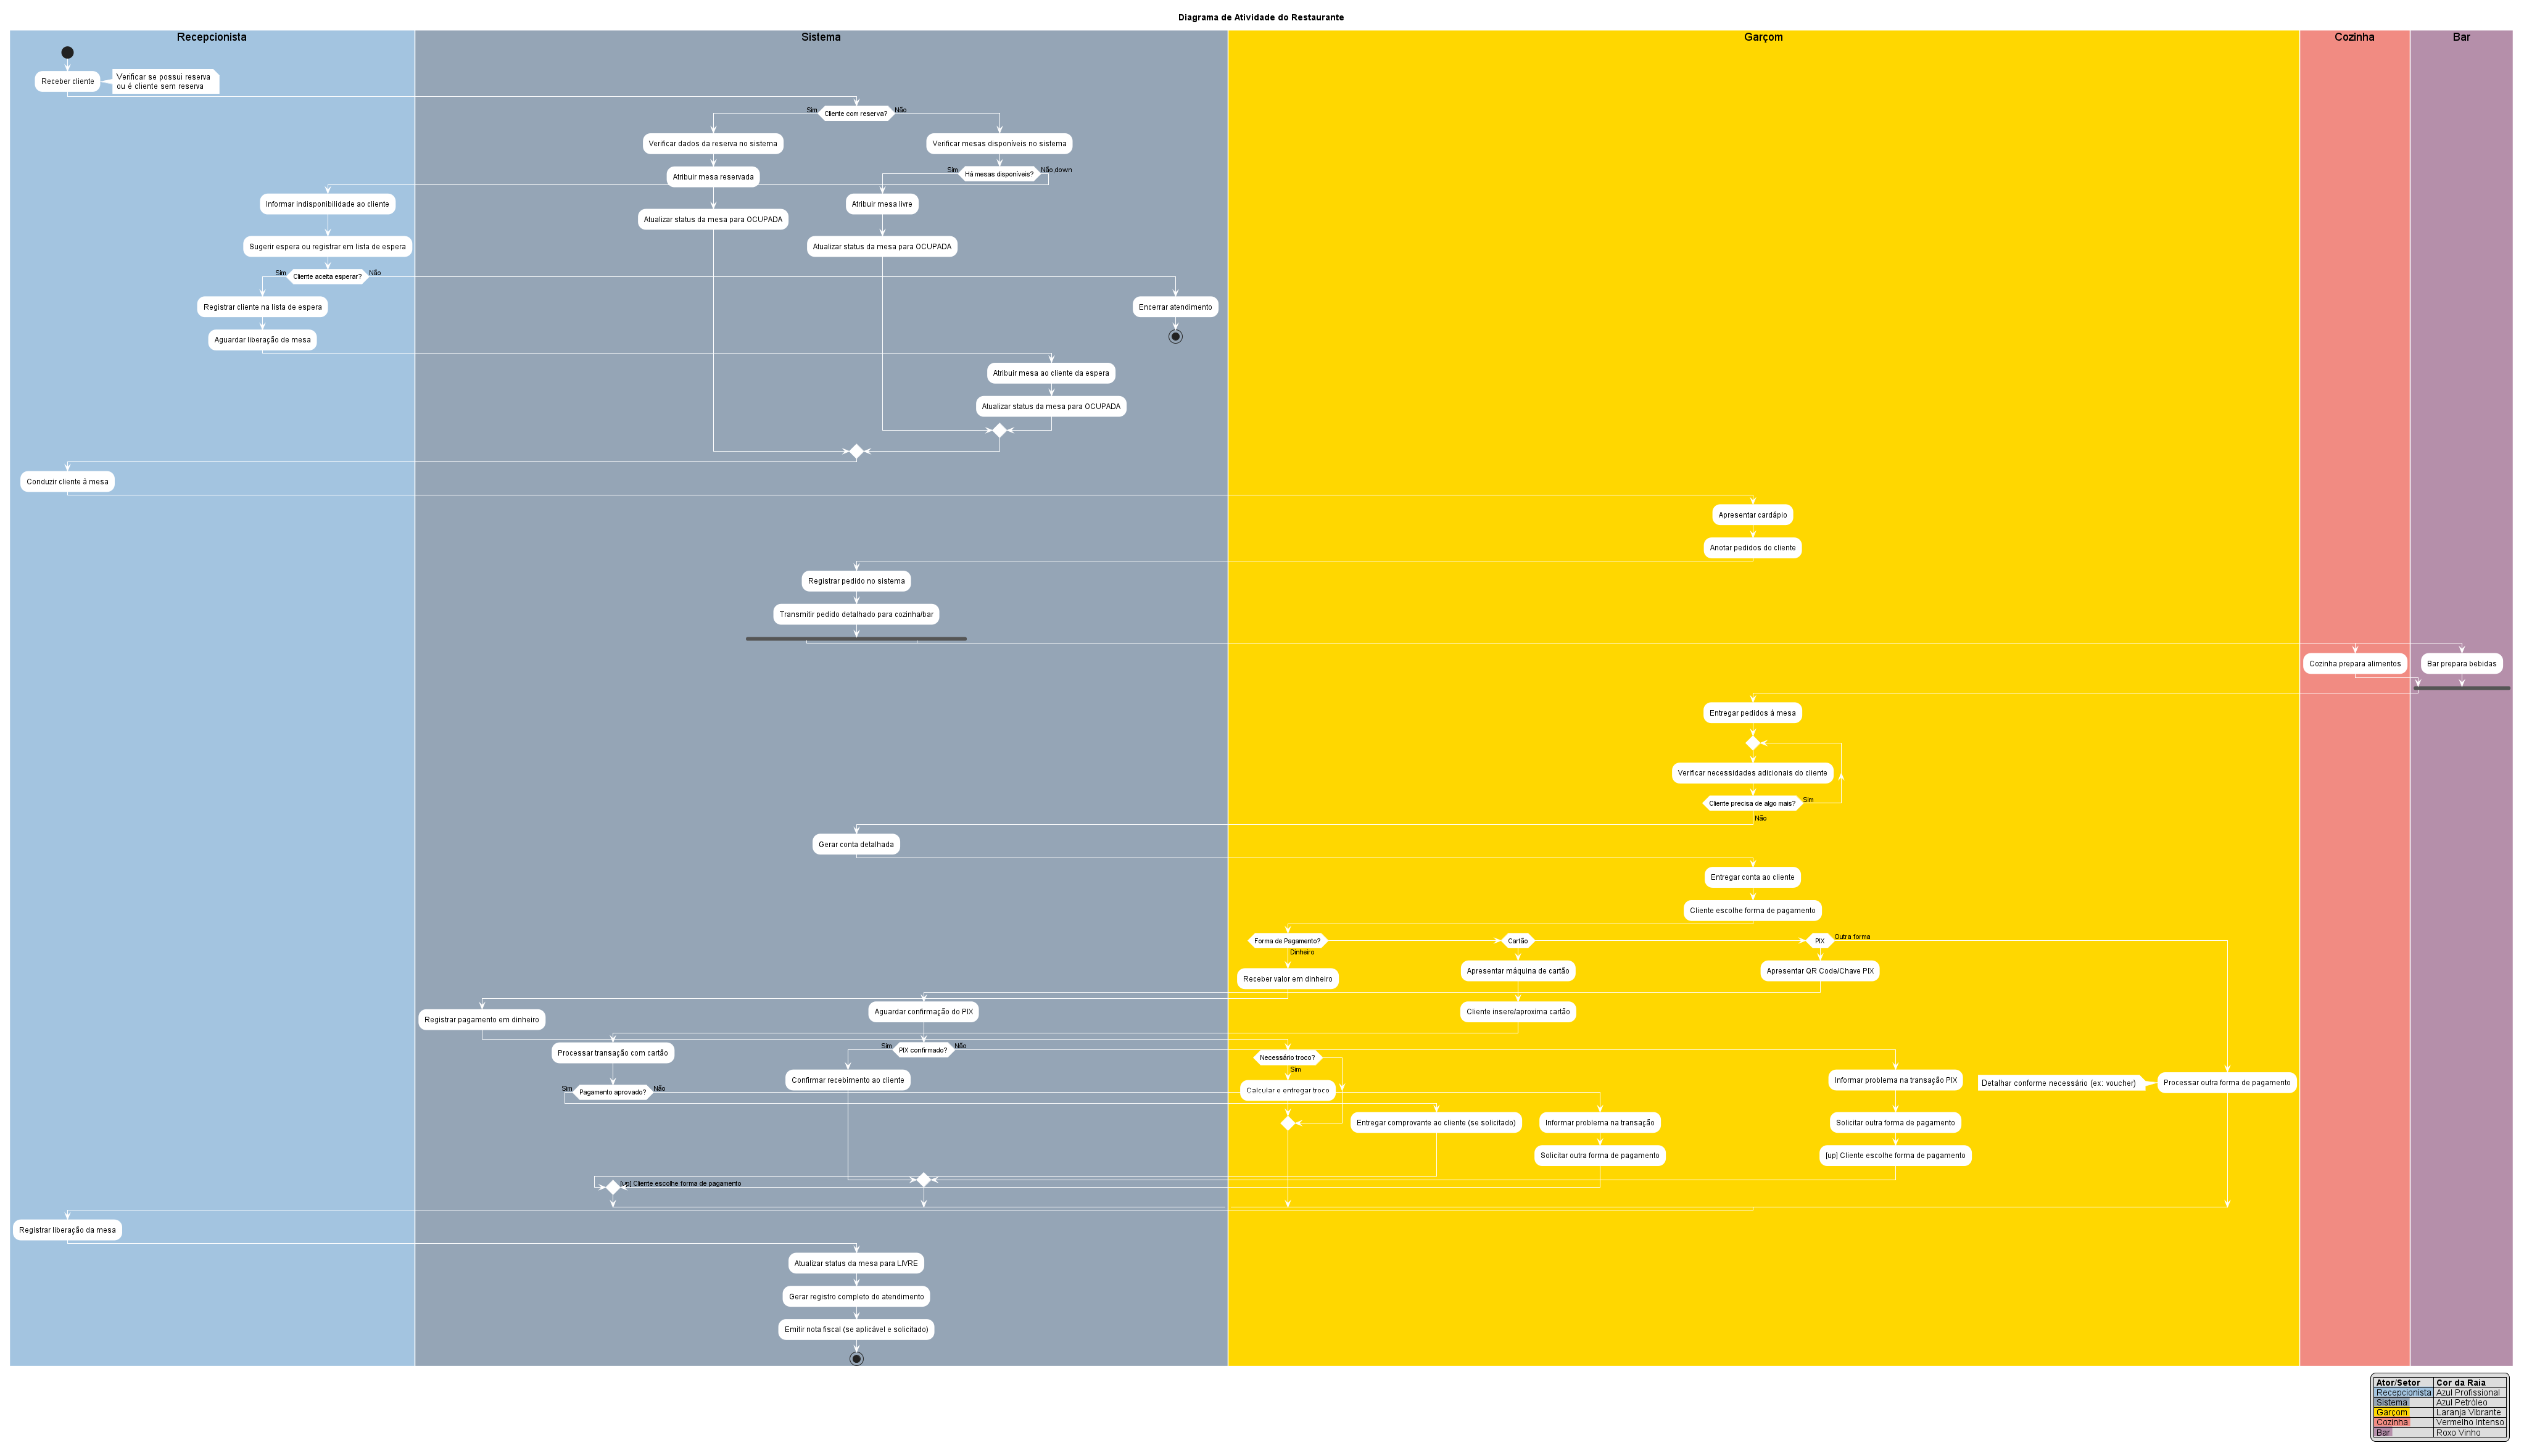 Diagrama de Atividade do Restaurante
Recepcionista
Sistema
Garçom
Cozinha
Bar
Receber cliente
Verificar se possui reserva
ou é cliente sem reserva
Cliente com reserva?
Sim
Não
Verificar dados da reserva no sistema
Verificar mesas disponíveis no sistema
Atribuir mesa reservada
Há mesas disponíveis?
Sim
Não,down
Informar indisponibilidade ao cliente
Atribuir mesa livre
Atualizar status da mesa para OCUPADA
Sugerir espera ou registrar em lista de espera
Atualizar status da mesa para OCUPADA
Cliente aceita esperar?
Sim
Não
Registrar cliente na lista de espera
Encerrar atendimento
Aguardar liberação de mesa
Atribuir mesa ao cliente da espera
Atualizar status da mesa para OCUPADA
Conduzir cliente à mesa
Apresentar cardápio
Anotar pedidos do cliente
Registrar pedido no sistema
Transmitir pedido detalhado para cozinha/bar
Cozinha prepara alimentos
Bar prepara bebidas
Entregar pedidos à mesa
Verificar necessidades adicionais do cliente
Cliente precisa de algo mais?
Sim
Não
Gerar conta detalhada
Entregar conta ao cliente
Cliente escolhe forma de pagamento
Forma de Pagamento?
Dinheiro
Cartão
PIX
Outra forma
Receber valor em dinheiro
Apresentar máquina de cartão
Apresentar QR Code/Chave PIX
Registrar pagamento em dinheiro
Aguardar confirmação do PIX
Cliente insere/aproxima cartão
Processar transação com cartão
PIX confirmado?
Sim
Não
Necessário troco?
Sim
Confirmar recebimento ao cliente
Informar problema na transação PIX
Detalhar conforme necessário (ex: voucher)
Processar outra forma de pagamento
Pagamento aprovado?
Sim
Não
Calcular e entregar troco
Entregar comprovante ao cliente (se solicitado)
Informar problema na transação
Solicitar outra forma de pagamento
Solicitar outra forma de pagamento
[up] Cliente escolhe forma de pagamento
[up] Cliente escolhe forma de pagamento
Registrar liberação da mesa
Atualizar status da mesa para LIVRE
Gerar registro completo do atendimento
Emitir nota fiscal (se aplicável e solicitado)
Ator/Setor Cor da Raia
Recepcionista Azul Profissional
Sistema Azul Petróleo
Garçom Laranja Vibrante
Cozinha Vermelho Intenso
Bar Roxo Vinho